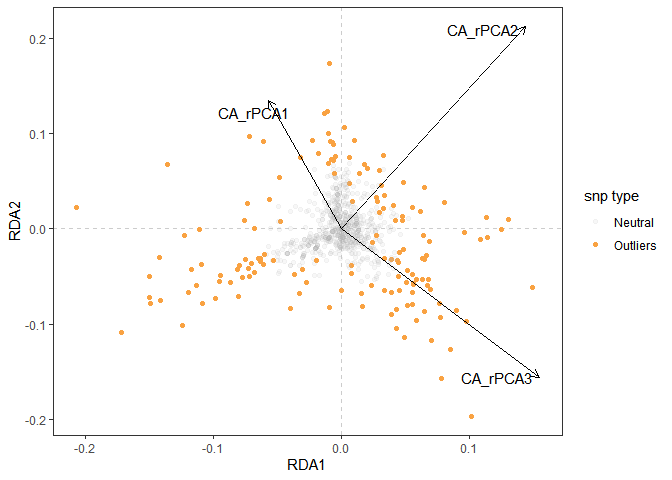 0.2
0.1
0.0
-0.1
-0.2
RDA2
CA_rPCA2
CA_rPCA1
CA_rPCA3
-0.2
-0.1
0.0
0.1
RDA1
snp type
Neutral
Outliers